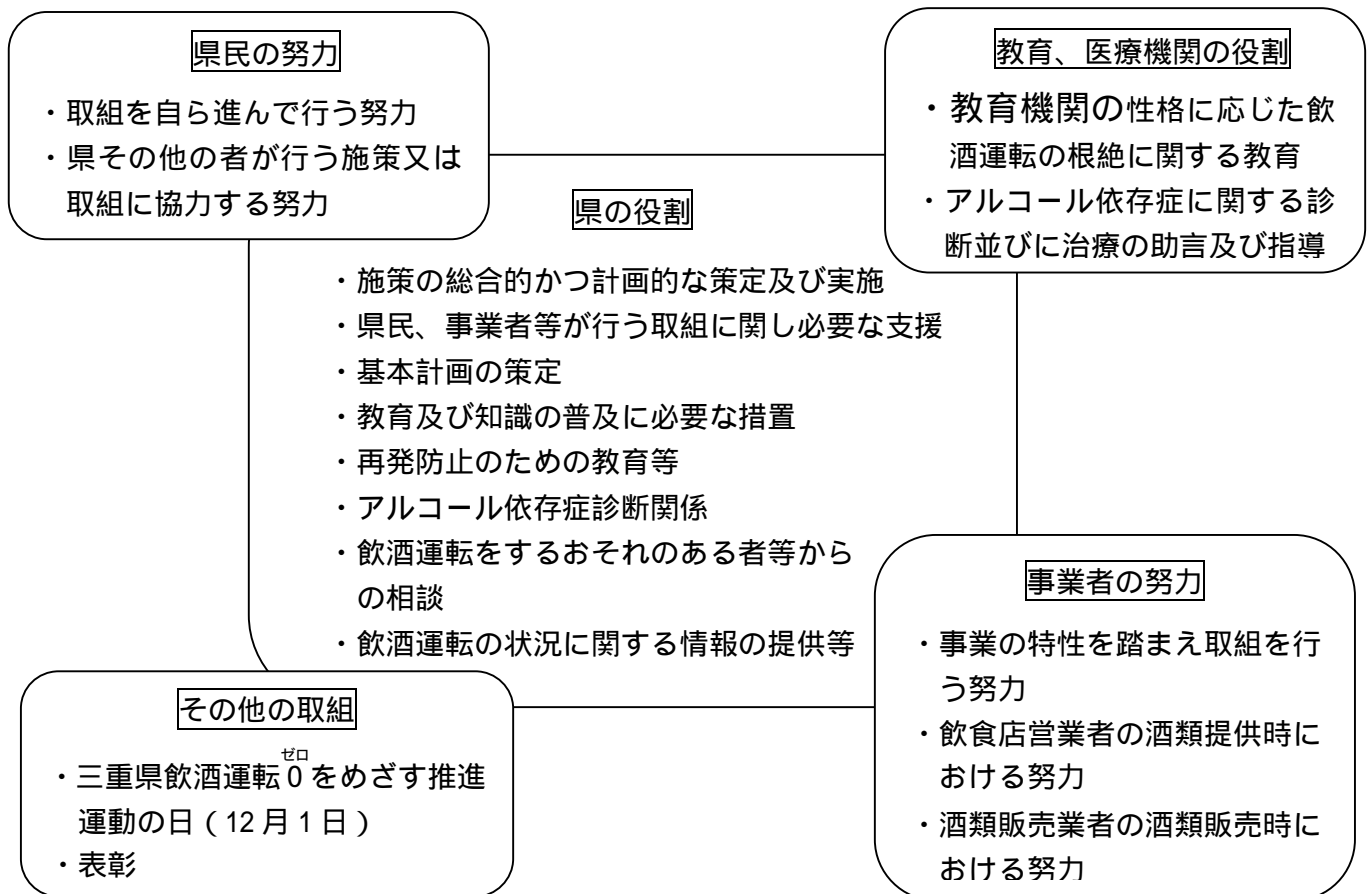 県民の努力
・取組を自ら進んで行う努力
・県その他の者が行う施策又は
取組に協力する努力
教育、医療機関の役割
・教育機関の性格に応じた飲
酒運転の根絶に関する教育
・アルコール依存症に関する診
断並びに治療の助言及び指導
県の役割
・施策の総合的かつ計画的な策定及び実施
・県民、事業者等が行う取組に関し必要な支援
・基本計画の策定
・教育及び知識の普及に必要な措置
・再発防止のための教育等
・アルコール依存症診断関係
・飲酒運転をするおそれのある者等から
の相談
・飲酒運転の状況に関する情報の提供等
その他の取組
ゼロ
・三重県飲酒運転0をめざす推進
運動の日(12月1日)
・表彰
事業者の努力
・事業の特性を踏まえ取組を行
う努力
・飲食店営業者の酒類提供時に
おける努力
・酒類販売業者の酒類販売時に
おける努力